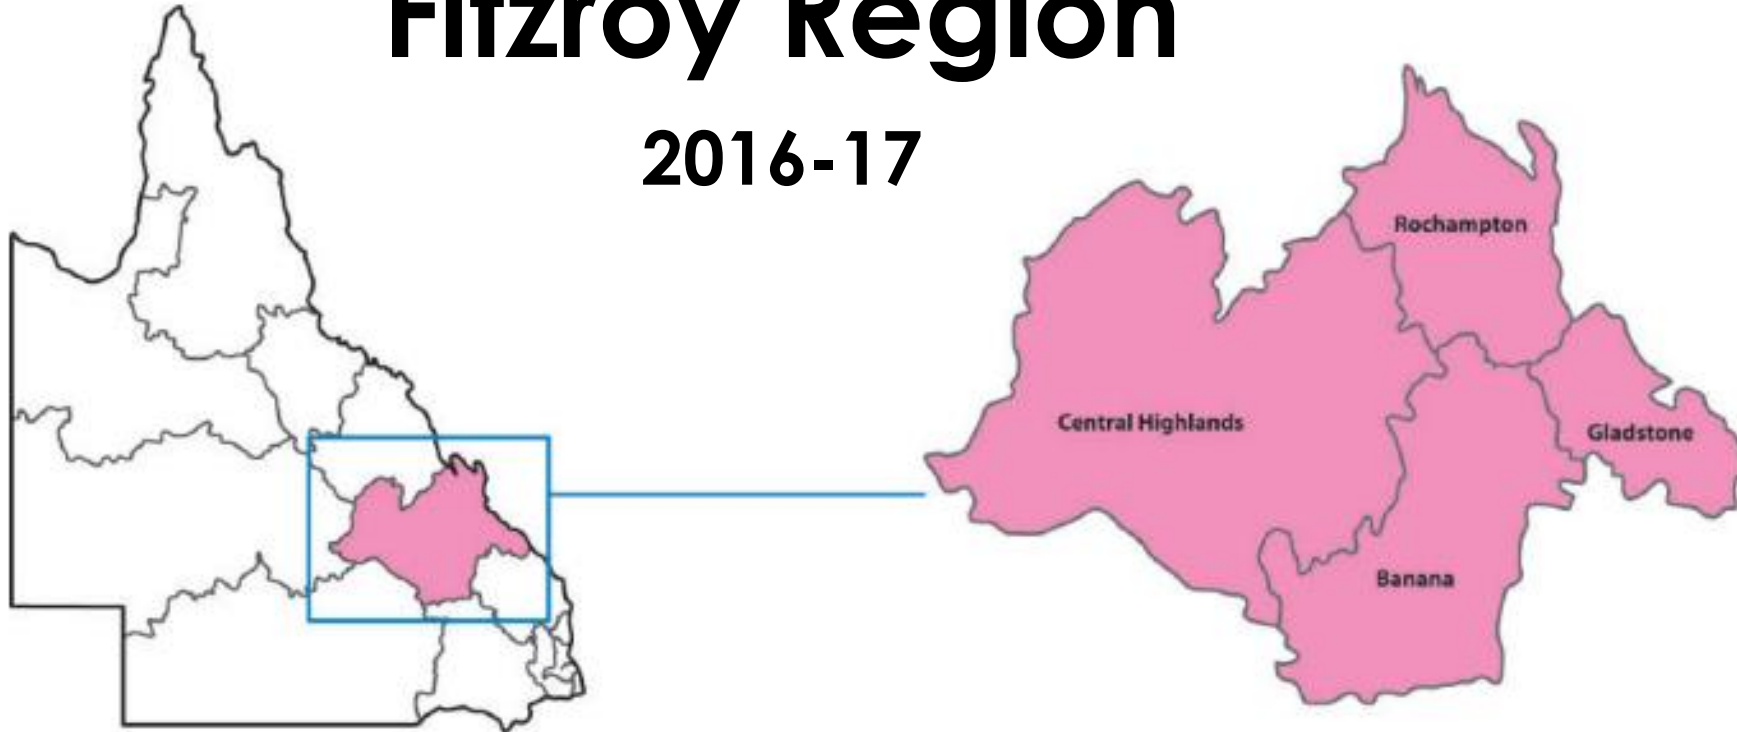 Fitzroy Region
2016-17
Rochampton
Central Highlands
Gladstone
Banana